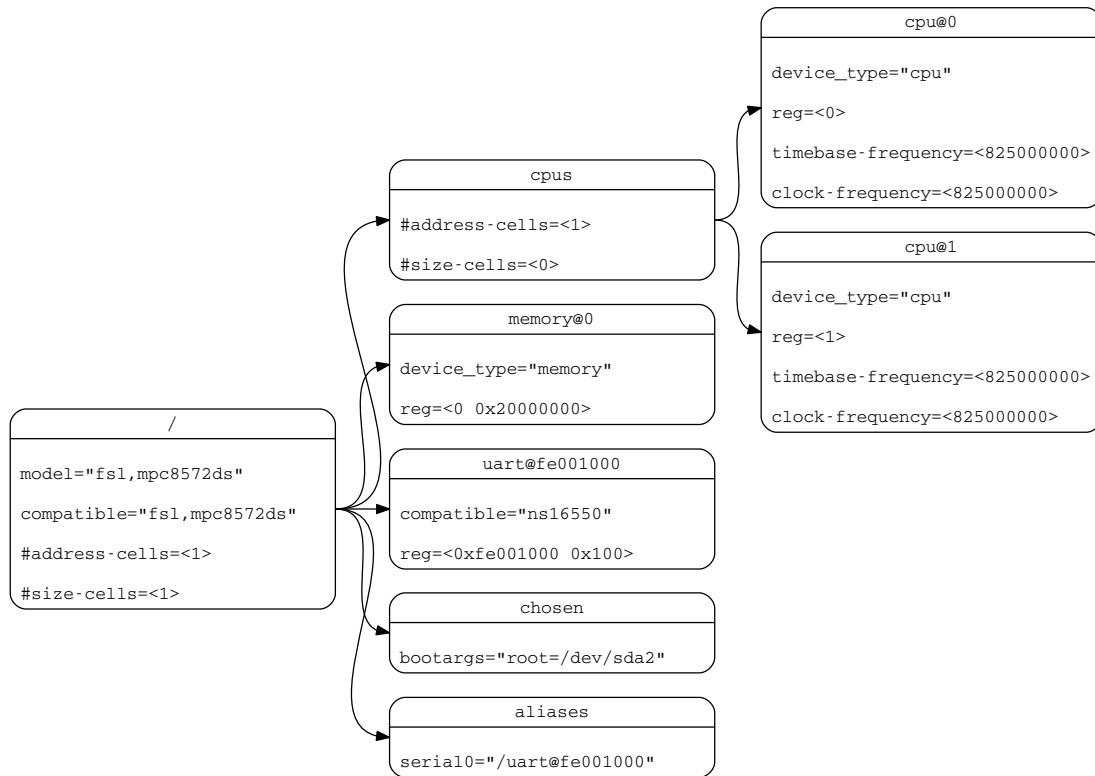 cpu@0
device_type="cpu"
reg=<0>
timebase-frequency=<825000000>
clock-frequency=<825000000>
cpus
#address-cells=<1>
#size-cells=<0>
cpu@1
device_type="cpu"
reg=<1>
timebase-frequency=<825000000>
clock-frequency=<825000000>
memory@0
device_type="memory"
reg=<0 0x20000000>
/
model="fsl,mpc8572ds"
compatible="fsl,mpc8572ds"
#address-cells=<1>
#size-cells=<1>
uart@fe001000
compatible="ns16550"
reg=<0xfe001000 0x100>
chosen
bootargs="root=/dev/sda2"
aliases
serial0="/uart@fe001000"